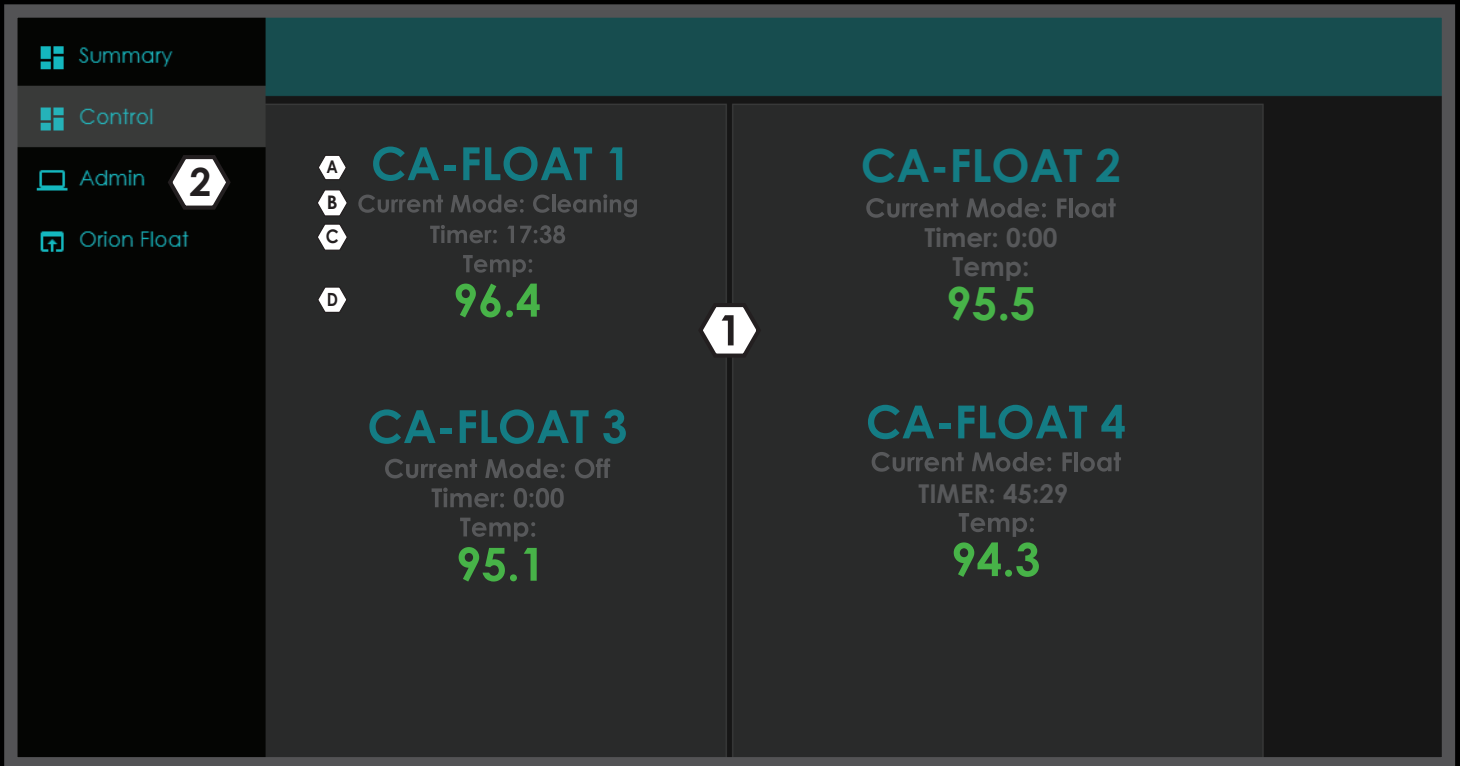 Summary
Control
Admin
2
Orion Float
A
CA-FLOAT 1
B
Current Mode: Cleaning
C
Timer: 17:38
Temp:
D
96.4
CA-FLOAT 2
Current Mode: Float
Timer: 0:00
Temp:
95.5
1
CA-FLOAT 3
Current Mode: Off
Timer: 0:00
Temp:
95.1
CA-FLOAT 4
Current Mode: Float
TIMER: 45:29
Temp:
94.3